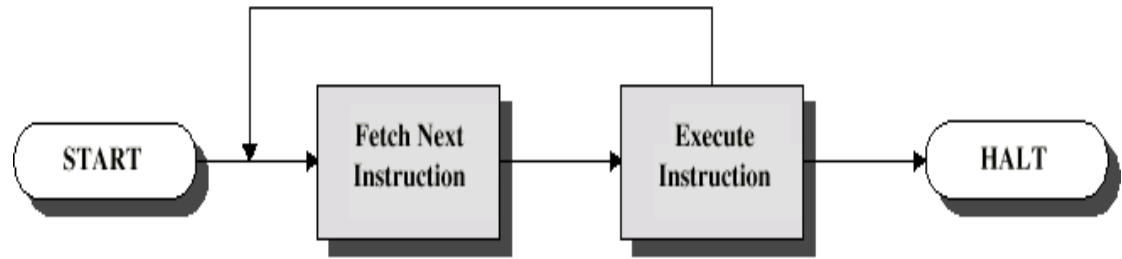 START
Fetch Next
Instruction
Execute
Instruction
HALT